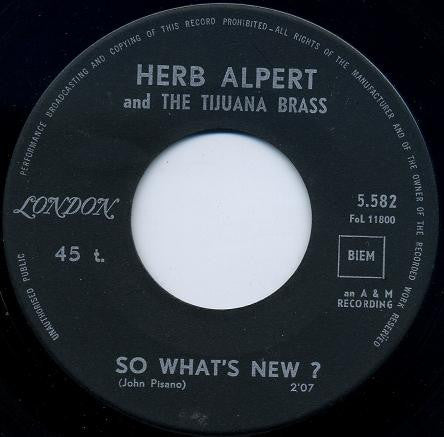 UNAUTHORISED PUBLIC PERFORMANCE BROADCASTING AND COPYING OF THIS RECORD PROHIBITED–ALL RIGHTS OF THE MANUFACTURER AND OF THE OWNER OF THE RECORDED WORK RESERVED
HERB ALPERT
and THE TIJUANA BRASS
LONDON
5.582
FoL 11800
45 t.
BIEM
an A & M
RECORDING
SO WHAT'S NEW ?
(John Pisano) 2'07